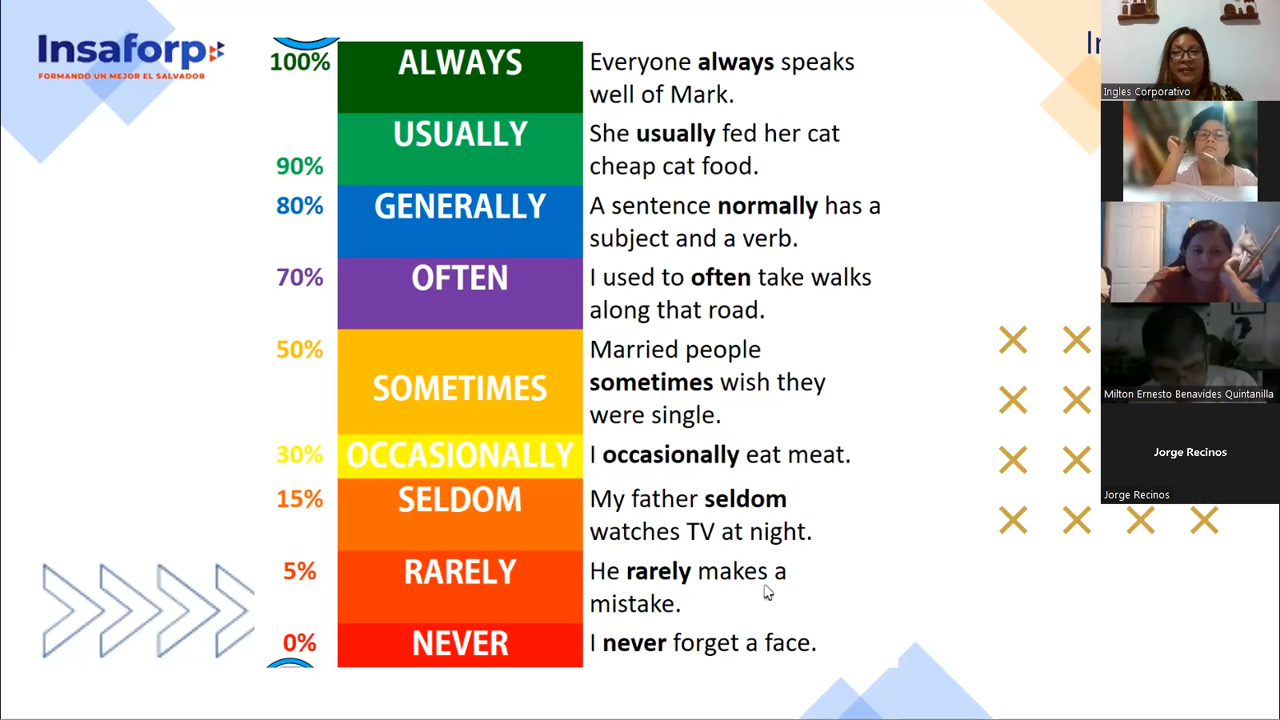 Insaforp
FORMANDO UN MEJOR EL SALVADOR
100%
ALWAYS
Everyone always speaks
well of Mark.
90%
USUALLY
She usually fed her cat
cheap cat food.
80%
GENERALLY
A sentence normally has a
subject and a verb.
70%
OFTEN
I used to often take walks
along that road.
50%
SOMETIMES
Married people
sometimes wish they
were single.
30%
OCCASIONALLY
I occasionally eat meat.
15%
SELDOM
My father seldom
watches TV at night.
5%
RARELY
He rarely makes a
mistake.
0%
NEVER
I never forget a face.
Ingles Corporativo
Milton Ernesto Benavides Quintanilla
Jorge Recinos
Jorge Recinos